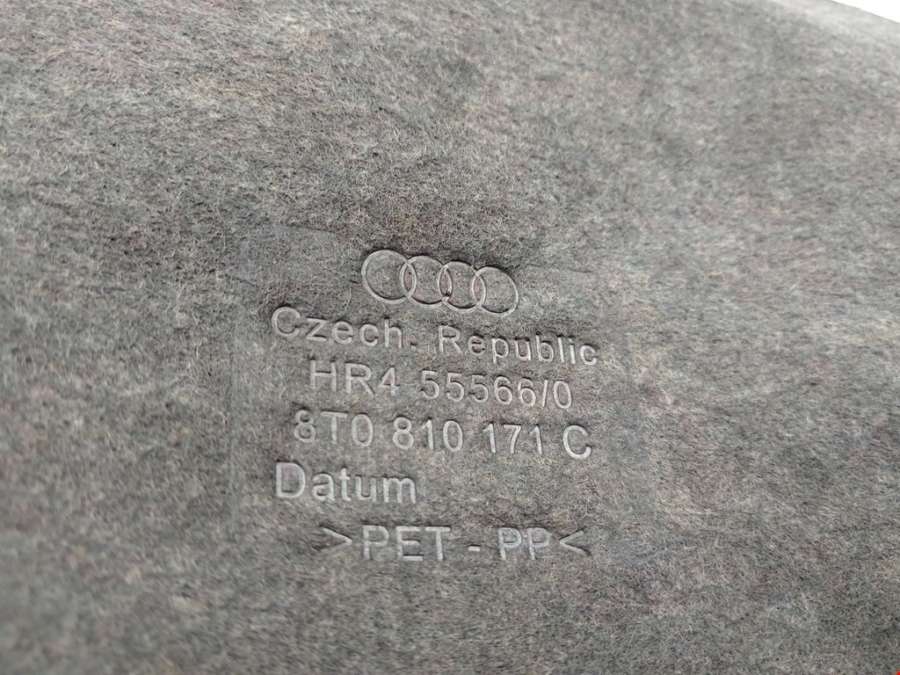 Czech. Republic
HR4 55566/0
8T0 810 171 C
Datum
>PET - PP<